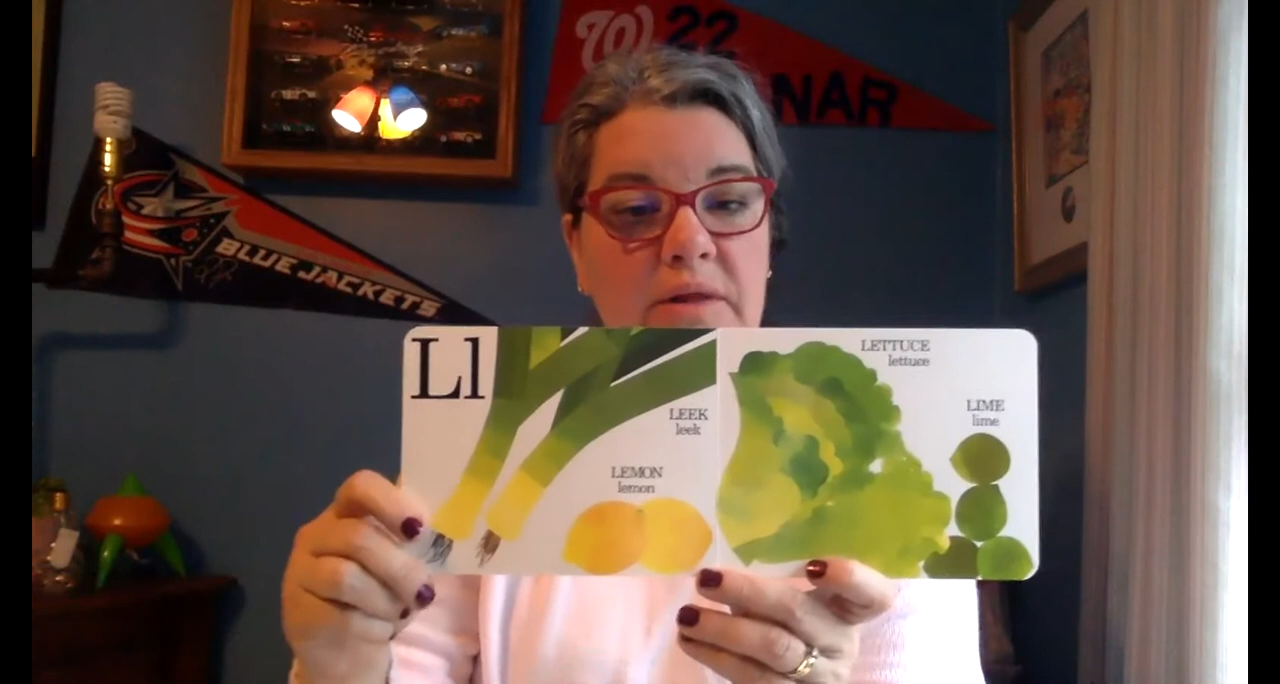 W 22
NAR
BLUE JACKETS
Ll
LEEK
leek
LEMON
lemon
LETTUCE
lettuce
LIME
lime